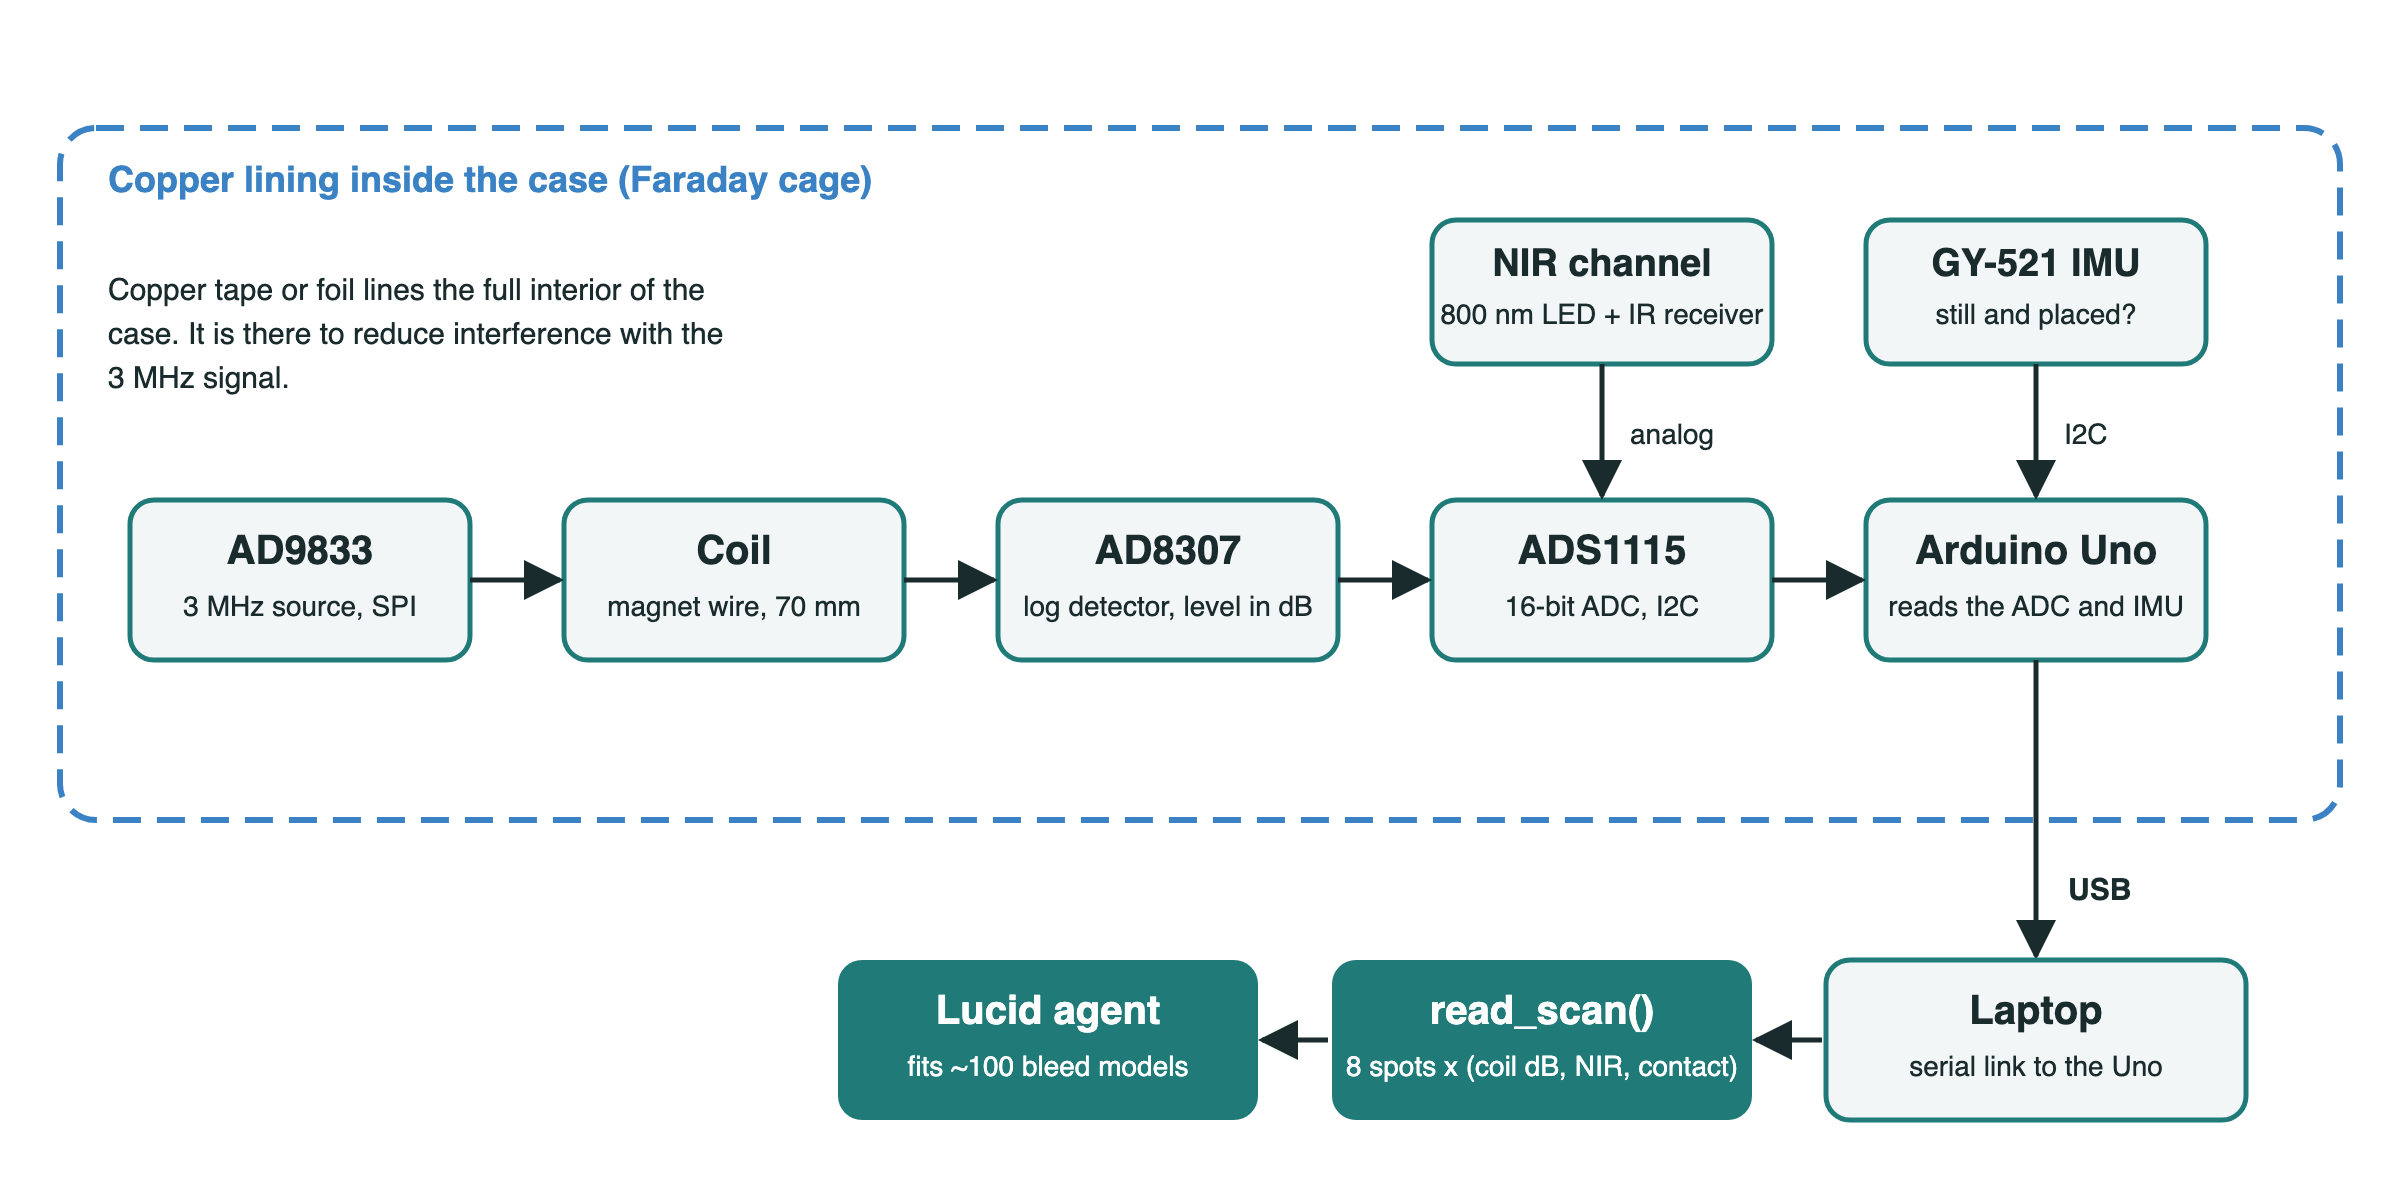 Copper lining inside the case (Faraday cage)
Copper tape or foil lines the full interior of the
case. It is there to reduce interference with the
3 MHz signal.
NIR channel
800 nm LED + IR receiver
GY-521 IMU
still and placed?
analog
I2C
AD9833
3 MHz source, SPI
Coil
magnet wire, 70 mm
AD8307
log detector, level in dB
ADS1115
16-bit ADC, I2C
Arduino Uno
reads the ADC and IMU
USB
Lucid agent
fits ~100 bleed models
read_scan()
8 spots x (coil dB, NIR, contact)
Laptop
serial link to the Uno